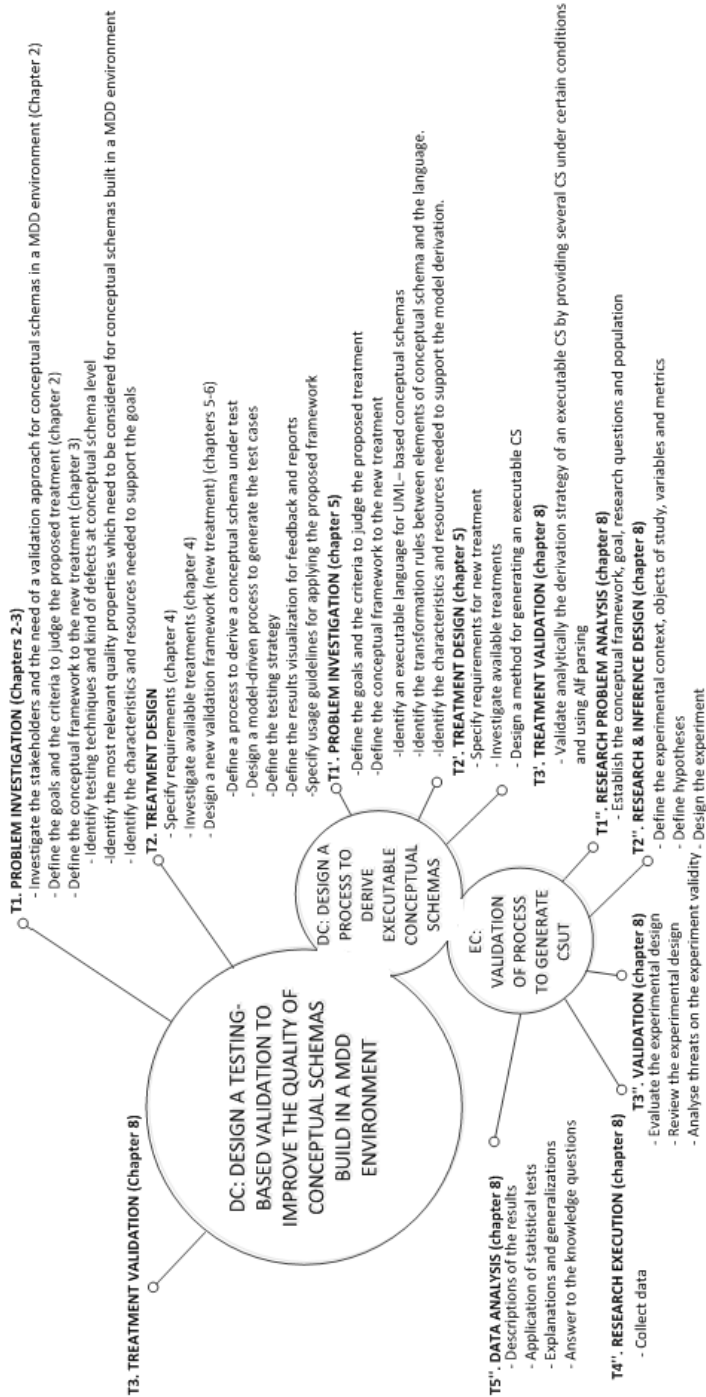 T1. PROBLEM INVESTIGATION (Chapters 2-3)
- Investigate the stakeholders and the need of a validation approach for conceptual schemas in a MDD environment (Chapter 2)
- Define the goals and the criteria to judge the proposed treatment (chapter 2)
- Define the conceptual framework to the new treatment (chapter 3)
- Identify testing techniques and kind of defects at conceptual schema level
-Identify the most relevant quality properties which need to be considered for conceptual schemas built in a MDD environment
- Identify the characteristics and resources needed to support the goals
T2. TREATMENT DESIGN
- Specify requirements (chapter 4)
- Investigate available treatments (chapter 4)
- Design a new validation framework (new treatment) (chapters 5-6)
-Define a process to derive a conceptual schema under test
- Design a model-driven process to generate the test cases
- Define the testing strategy
-Define the results visualization for feedback and reports
-Specify usage guidelines for applying the proposed framework
T3. TREATMENT VALIDATION (Chapter 8)
DC: DESIGN A TESTING-
BASED VALIDATION TO
IMPROVE THE QUALITY OF
CONCEPTUAL SCHEMAS
BUILD IN A MDD
ENVIRONMENT
DC: DESIGN A
PROCESS TO
DERIVE
EXECUTABLE
CONCEPTUAL
SCHEMAS
T1'. PROBLEM INVESTIGATION (chapter 5)
-Define the goals and the criteria to judge the proposed treatment
-Define the conceptual framework to the new treatment
-Identify an executable language for UML– based conceptual schemas
-Identify the transformation rules between elements of conceptual schema and the language.
-Identify the characteristics and resources needed to support the model derivation.
T2'. TREATMENT DESIGN (chapter 5)
- Specify requirements for new treatment
- Investigate available treatments
- Design a method for generating an executable CS
T3'. TREATMENT VALIDATION (chapter 8)
- Validate analytically the derivation strategy of an executable CS by providing several CS under certain conditions
and using Alf parsing
EC:
VALIDATION
OF PROCESS
TO GENERATE
CSUT
T1''. RESEARCH PROBLEM ANALYSIS (chapter 8)
- Establish the conceptual framework, goal, research questions and population
T2''. RESEARCH & INFERENCE DESIGN (chapter 8)
- Define the experimental context, objects of study, variables and metrics
- Define hypotheses
- Design the experiment
T3''. VALIDATION (chapter 8)
- Evaluate the experimental design
- Review the experimental design
- Analyse threats on the experiment validity
T4''. RESEARCH EXECUTION (chapter 8)
- Collect data
T5''. DATA ANALYSIS (chapter 8)
- Descriptions of the results
- Application of statistical tests
- Explanations and generalizations
- Answer to the knowledge questions